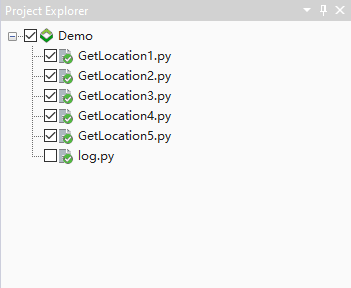 Project Explorer
Demo
GetLocation1.py
GetLocation2.py
GetLocation3.py
GetLocation4.py
GetLocation5.py
log.py